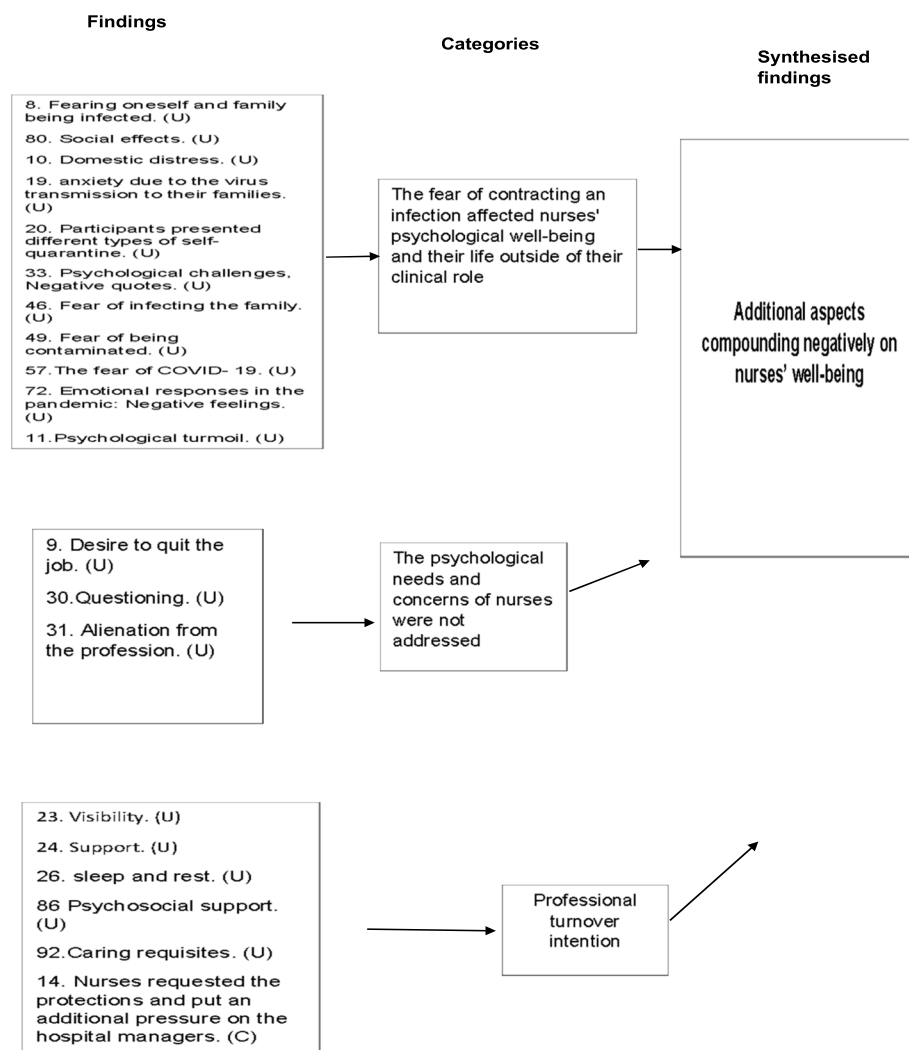 Findings
Categories
Synthesised
findings
8. Fearing oneself and family
being infected. (U)
80. Social effects. (U)
10. Domestic distress. (U)
19. anxiety due to the virus
transmission to their families.
(U)
20. Participants presented
different types of self-
quarantine. (U)
33. Psychological challenges,
Negative quotes. (U)
46. Fear of infecting the family.
(U)
49. Fear of being
contaminated. (U)
57.The fear of COVID- 19. (U)
72. Emotional responses in the
pandemic: Negative feelings.
(U)
11.Psychological turmoil. (U)
The fear of contracting an
infection affected nurses'
psychological well-being
and their life outside of their
clinical role
Additional aspects
compounding negatively on
nurses’ well-being
9. Desire to quit the
job. (U)
30.Questioning. (U)
31. Alienation from
the profession. (U)
The psychological
needs and
concerns of nurses
were not
addressed
23. Visibility. (U)
24. Support. (U)
26. sleep and rest. (U)
86 Psychosocial support.
(U)
92.Caring requisites. (U)
14. Nurses requested the
protections and put an
additional pressure on the
hospital managers. (C)
Professional
turnover
intention